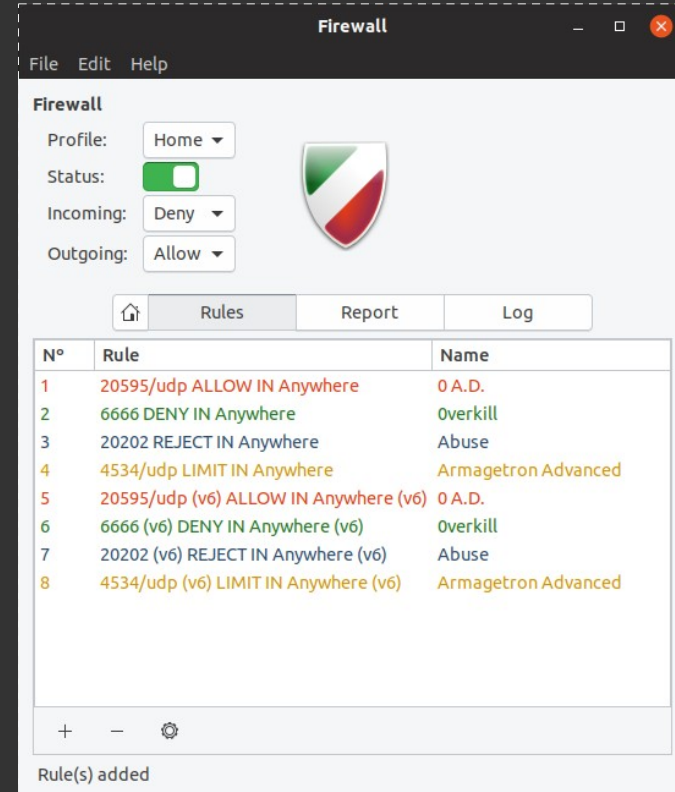 Firewall
File Edit Help
Firewall
Profile: Home
Status:
Incoming: Deny
Outgoing: Allow
Rules Report Log
Nº Rule Name
1 20595/udp ALLOW IN Anywhere 0 A.D.
2 6666 DENY IN Anywhere 0verkill
3 20202 REJECT IN Anywhere Abuse
4 4534/udp LIMIT IN Anywhere Armagetron Advanced
5 20595/udp (v6) ALLOW IN Anywhere (v6) 0 A.D.
6 6666 (v6) DENY IN Anywhere (v6) 0verkill
7 20202 (v6) REJECT IN Anywhere (v6) Abuse
8 4534/udp (v6) LIMIT IN Anywhere (v6) Armagetron Advanced
Rule(s) added